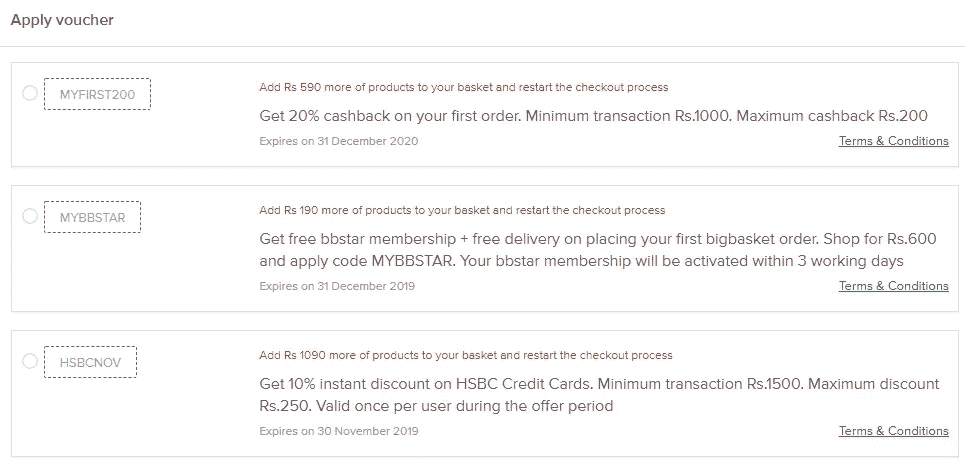 Apply voucher
MYFIRST200
Add Rs 590 more of products to your basket and restart the checkout process
Get 20% cashback on your first order. Minimum transaction Rs.1000. Maximum cashback Rs.200
Expires on 31 December 2020
Terms & Conditions
MYBBSTAR
Add Rs 190 more of products to your basket and restart the checkout process
Get free bbstar membership + free delivery on placing your first bigbasket order. Shop for Rs.600
and apply code MYBBSTAR. Your bbstar membership will be activated within 3 working days
Expires on 31 December 2019
Terms & Conditions
HSBCNOV
Add Rs 1090 more of products to your basket and restart the checkout process
Get 10% instant discount on HSBC Credit Cards. Minimum transaction Rs.1500. Maximum discount
Rs.250. Valid once per user during the offer period
Expires on 30 November 2019
Terms & Conditions